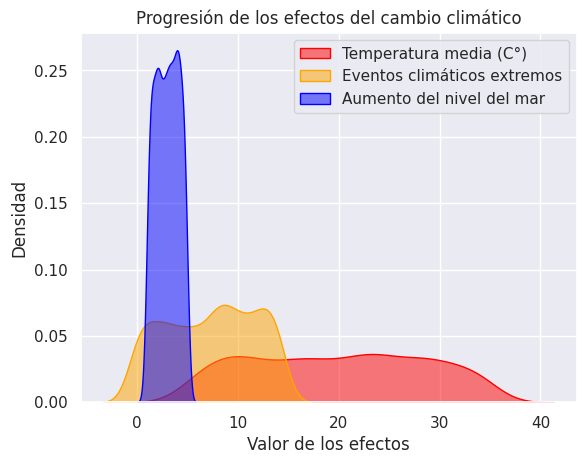 Progresión de los efectos del cambio climático
Temperatura media (C°)
Eventos climáticos extremos
Aumento del nivel del mar
Densidad
0.25
0.20
0.15
0.10
0.05
0.00
0 10 20 30 40
Valor de los efectos